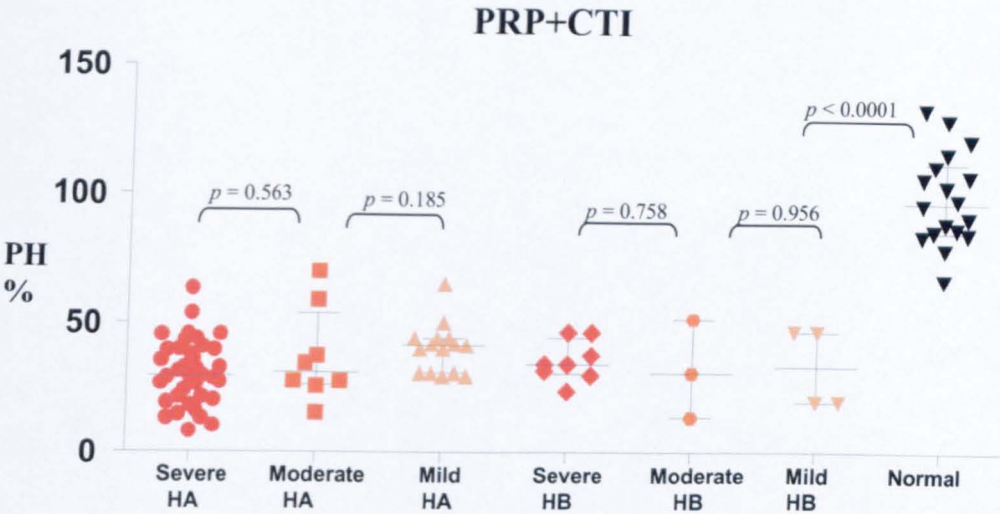 PRP+CTI
150
p < 0.0001
100
p = 0.563
p = 0.185
p = 0.758
p = 0.956
PH
%
50
0
Severe
HA
Moderate
HA
Mild
HA
Severe
HB
Moderate
HB
Mild
HB
Normal